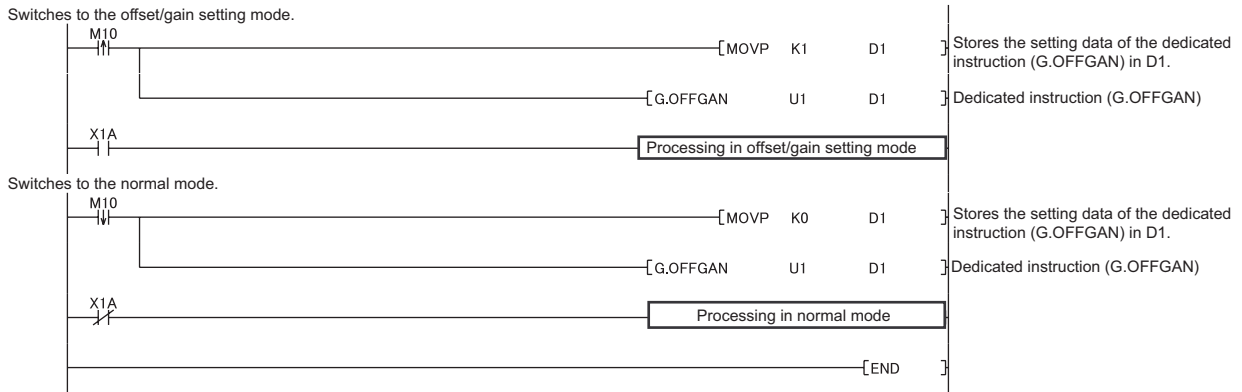 Switches to the offset/gain setting mode.
M10
MOVP K1 D1
Stores the setting data of the dedicated
instruction (G.OFFGAN) in D1.
G.OFFGAN U1 D1
Dedicated instruction (G.OFFGAN)
X1A
Processing in offset/gain setting mode
Switches to the normal mode.
M10
MOVP K0 D1
Stores the setting data of the dedicated
instruction (G.OFFGAN) in D1.
G.OFFGAN U1 D1
Dedicated instruction (G.OFFGAN)
X1A
Processing in normal mode
END